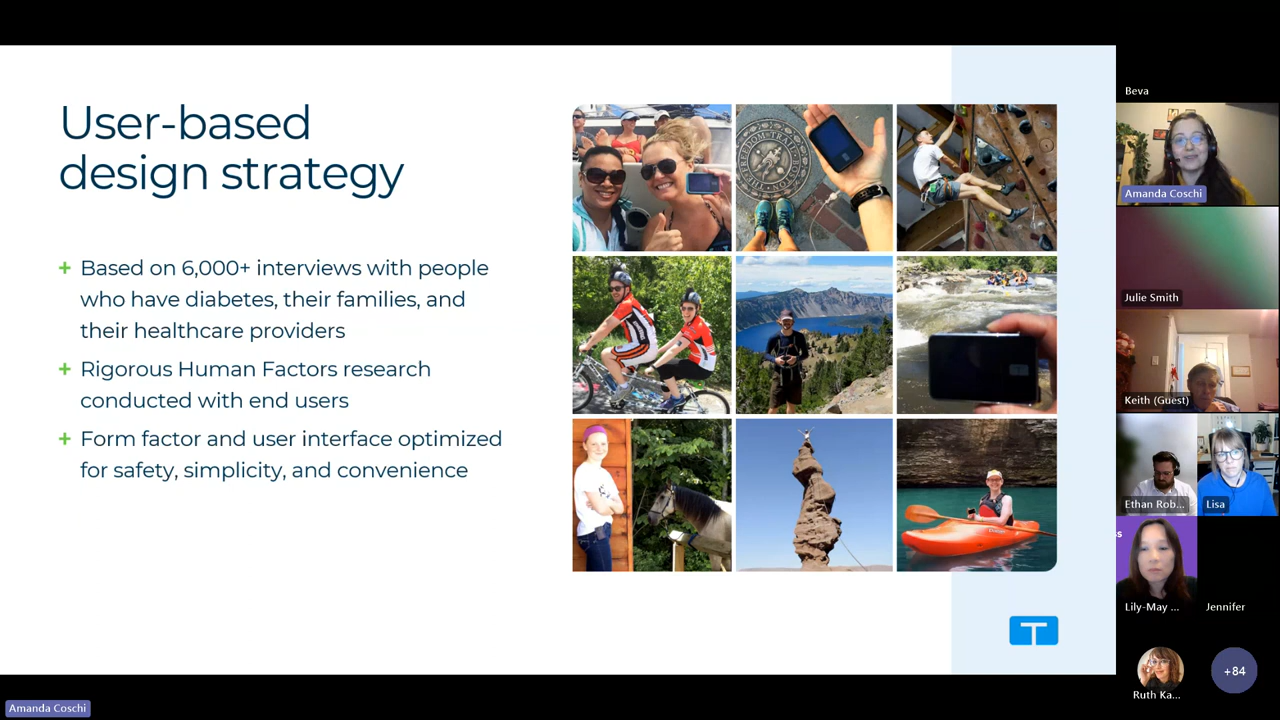 User-based
design strategy
+ Based on 6,000+ interviews with people
who have diabetes, their families, and
their healthcare providers
+ Rigorous Human Factors research
conducted with end users
+ Form factor and user interface optimized
for safety, simplicity, and convenience
T
Beva
Amanda Coschi
Julie Smith
Keith (Guest)
Ethan Rob...
Lisa
Lily-May ...
Jennifer
Ruth Ka...
+84
Amanda Coschi